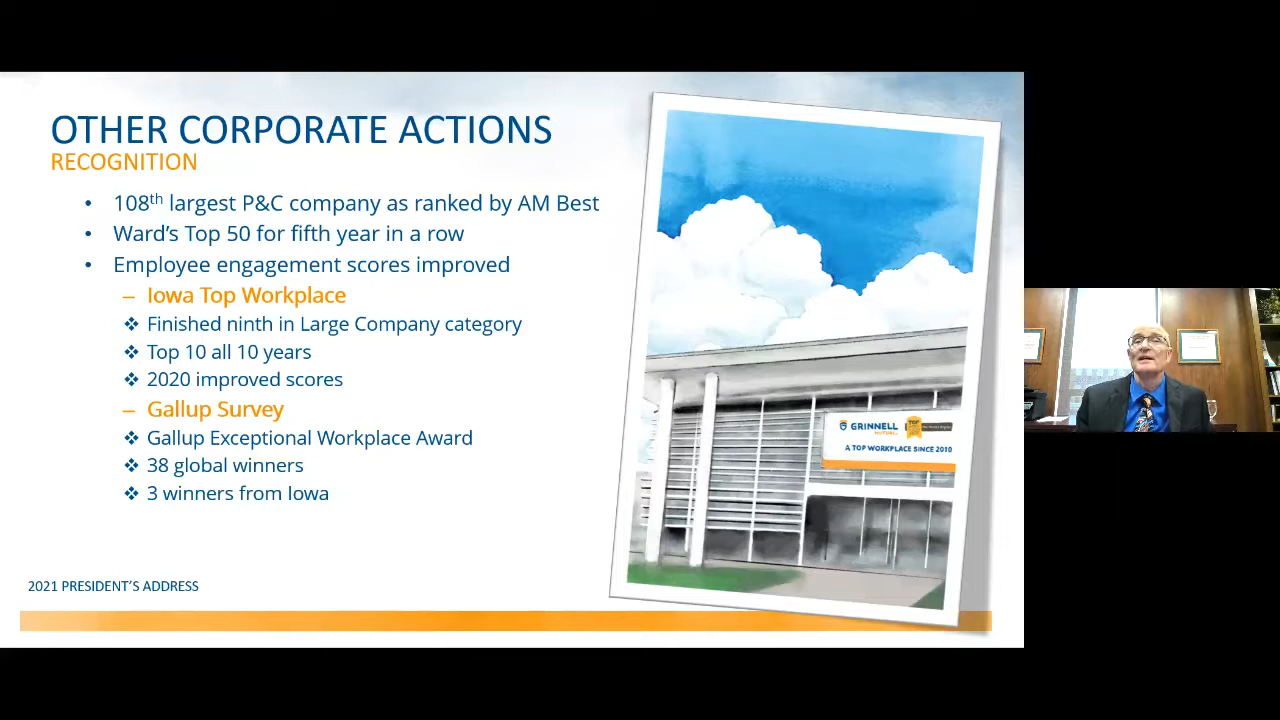 OTHER CORPORATE ACTIONS
RECOGNITION
• 108th largest P&C company as ranked by AM Best
• Ward’s Top 50 for fifth year in a row
• Employee engagement scores improved
– Iowa Top Workplace
❖ Finished ninth in Large Company category
❖ Top 10 all 10 years
❖ 2020 improved scores
– Gallup Survey
❖ Gallup Exceptional Workplace Award
❖ 38 global winners
❖ 3 winners from Iowa
GRINNELL
MUTUAL
TOP
A TOP WORKPLACE SINCE 2010
2021 PRESIDENT’S ADDRESS